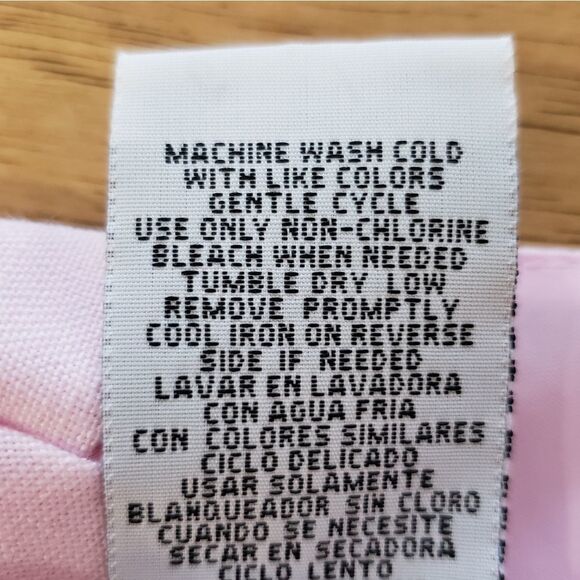 MACHINE WASH COLD
WITH LIKE COLORS
GENTLE CYCLE
USE ONLY NON-CHLORINE
BLEACH WHEN NEEDED
TUMBLE DRY LOW
REMOVE PROMPTLY
COOL IRON ON REVERSE
SIDE IF NEEDED
LAVAR EN LAVADORA
CON AGUA FRIA
CON COLORES SIMILARES
CICLO DELICADO
USAR SOLAMENTE
BLANQUEADOR SIN CLORO
CUANDO SE NECESITE
SECAR EN SECADORA
CICLO LENTO